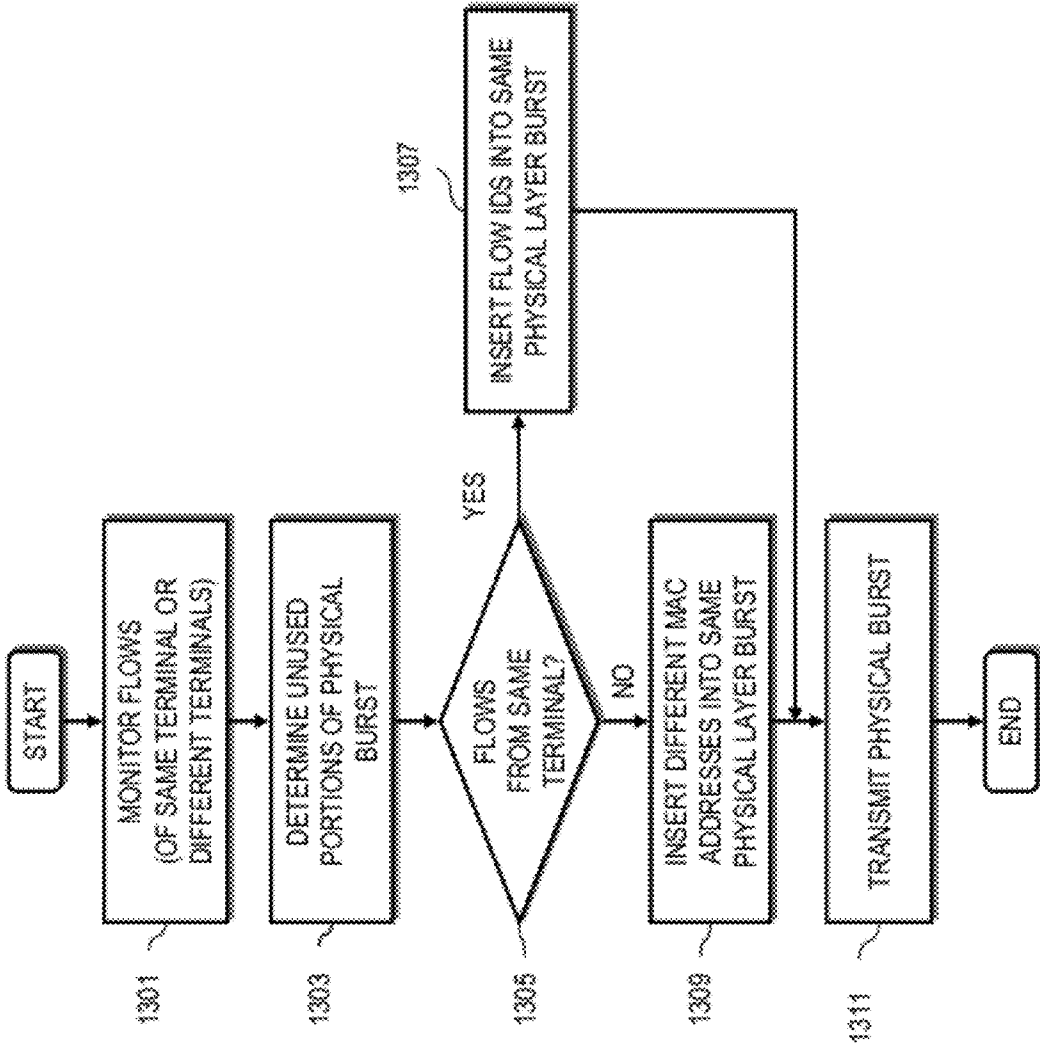 START
MONITOR FLOWS
(OF SAME TERMINAL OR
DIFFERENT TERMINALS)
1301
DETERMINE UNUSED
PORTIONS OF PHYSICAL
BURST
1303
FLOWS
FROM SAME
TERMINAL?
1305
YES
INSERT FLOW IDS INTO SAME
PHYSICAL LAYER BURST
1307
NO
INSERT DIFFERENT MAC
ADDRESSES INTO SAME
PHYSICAL LAYER BURST
1309
TRANSMIT PHYSICAL BURST
1311
END